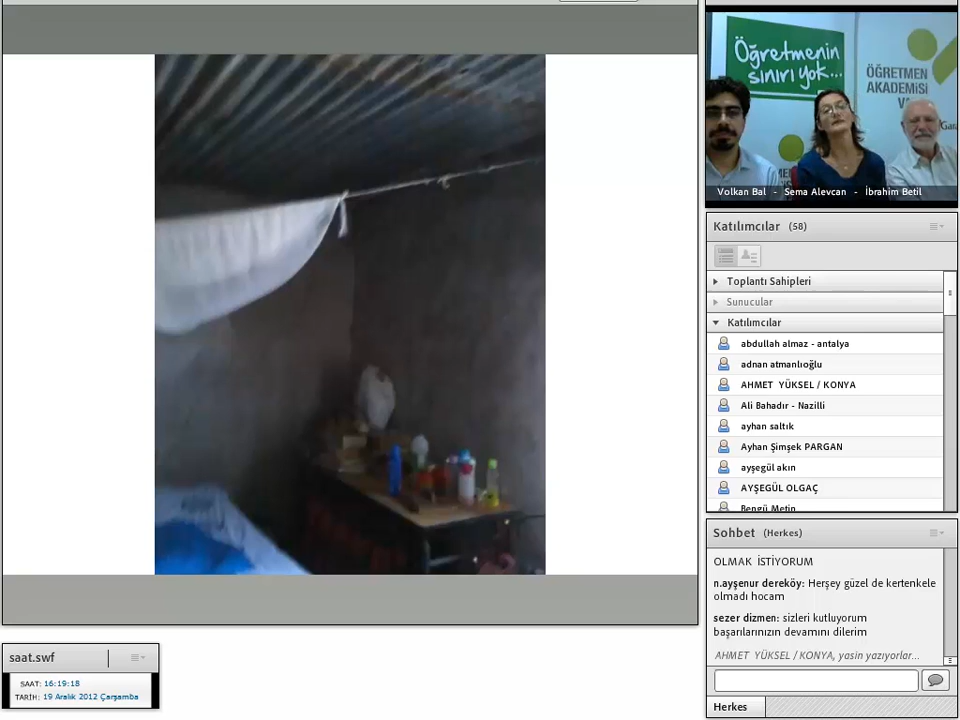 Öğretmenin
sınırı yok...
ÖĞRETMEN
AKADEMİSİ
Volkan Bal - Sema Alevcan - İbrahim Betil
Katılımcılar (58)
Toplantı Sahipleri
Sunucular
Katılımcılar
abdullah almaz - antalya
adnan atmanlıoğlu
AHMET YÜKSEL / KONYA
Ali Bahadır - Nazilli
ayhan saltık
Ayhan Şimşek PARGAN
ayşegül akın
AYŞEGÜL OLGAÇ
Bengü Metin
Sohbet (Herkes)
OLMAK İSTİYORUM
n.ayşenur dereköy: Herşey güzel de kertenkele
olmadı hocam
sezer dizmen: sizleri kutluyorum
başarılarınızın devamını dilerim
AHMET YÜKSEL / KONYA, yasin yazıyorlar...
Herkes
saat.swf
SAAT: 16:19:18
TARİH: 19 Aralık 2012 Çarşamba